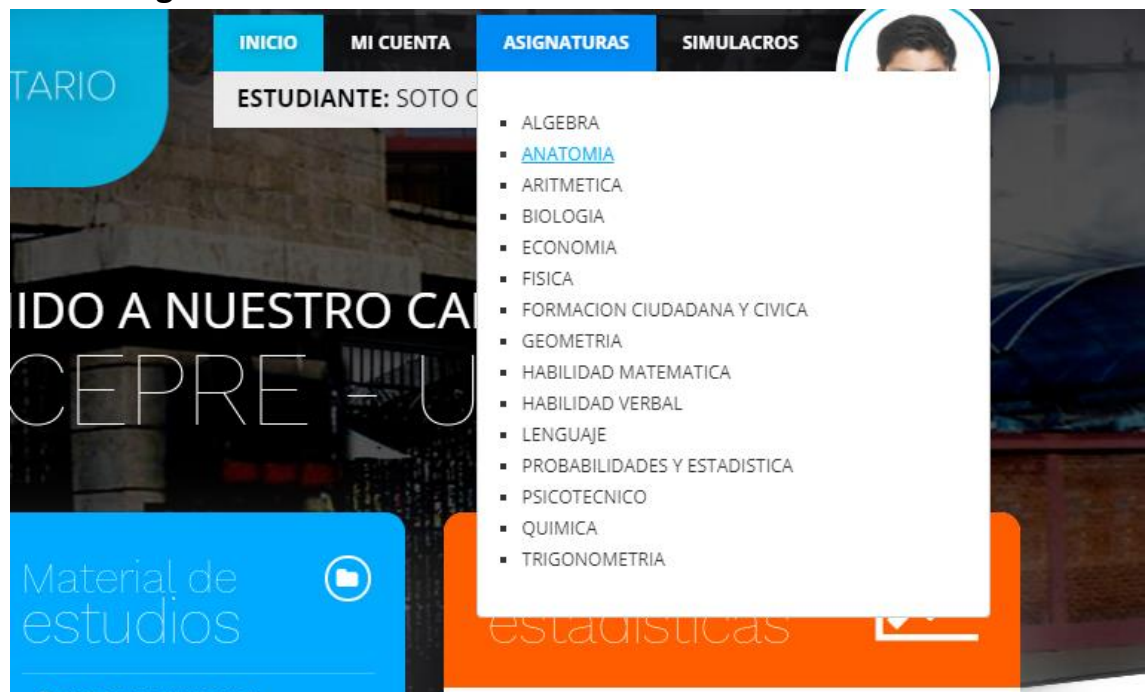 INICIO MI CUENTA ASIGNATURAS SIMULACROS
TARIO
ESTUDIANTE: SOTO
ALGEBRA
ANATOMIA
ARITMETICA
BIOLOGIA
ECONOMIA
FISICA
FORMACION CIUDADANA Y CIVICA
GEOMETRIA
HABILIDAD MATEMATICA
HABILIDAD VERBAL
LENGUAJE
PROBABILIDADES Y ESTADISTICA
PSICOTECNICO
QUIMICA
TRIGONOMETRIA
IDO A NUESTRO CA
CEPRE - U
Material de
estudios
estadísticas